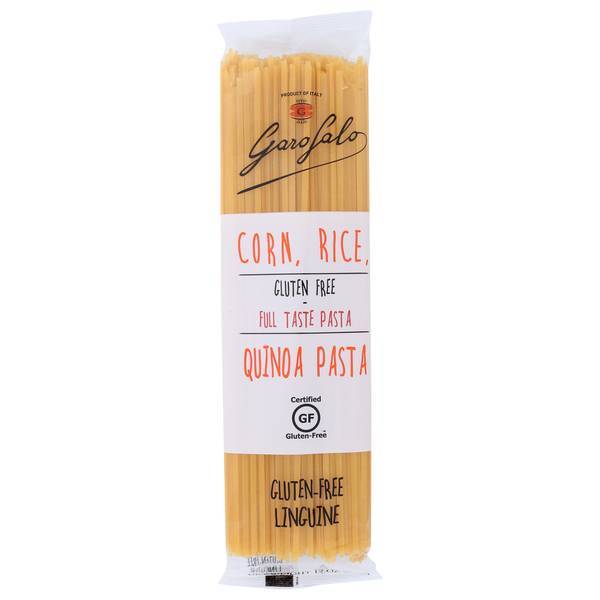 PRODUCT OF ITALY
G
Garofalo
CORN, RICE,
GLUTEN FREE
-
FULL TASTE PASTA
QUINOA PASTA
Certified
GF
Gluten-Free
GLUTEN-FREE
LINGUINE